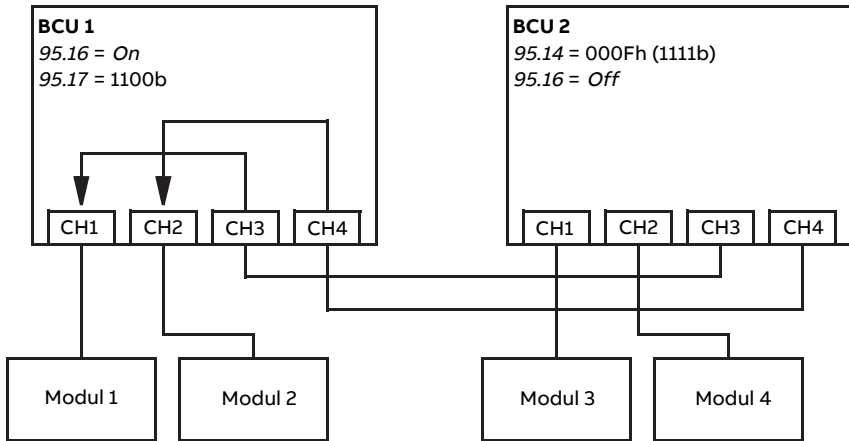 BCU 1
95.16 = On
95.17 = 1100b
CH1
CH2
CH3
CH4
BCU 2
95.14 = 000Fh (1111b)
95.16 = Off
CH1
CH2
CH3
CH4
Modul 1
Modul 2
Modul 3
Modul 4